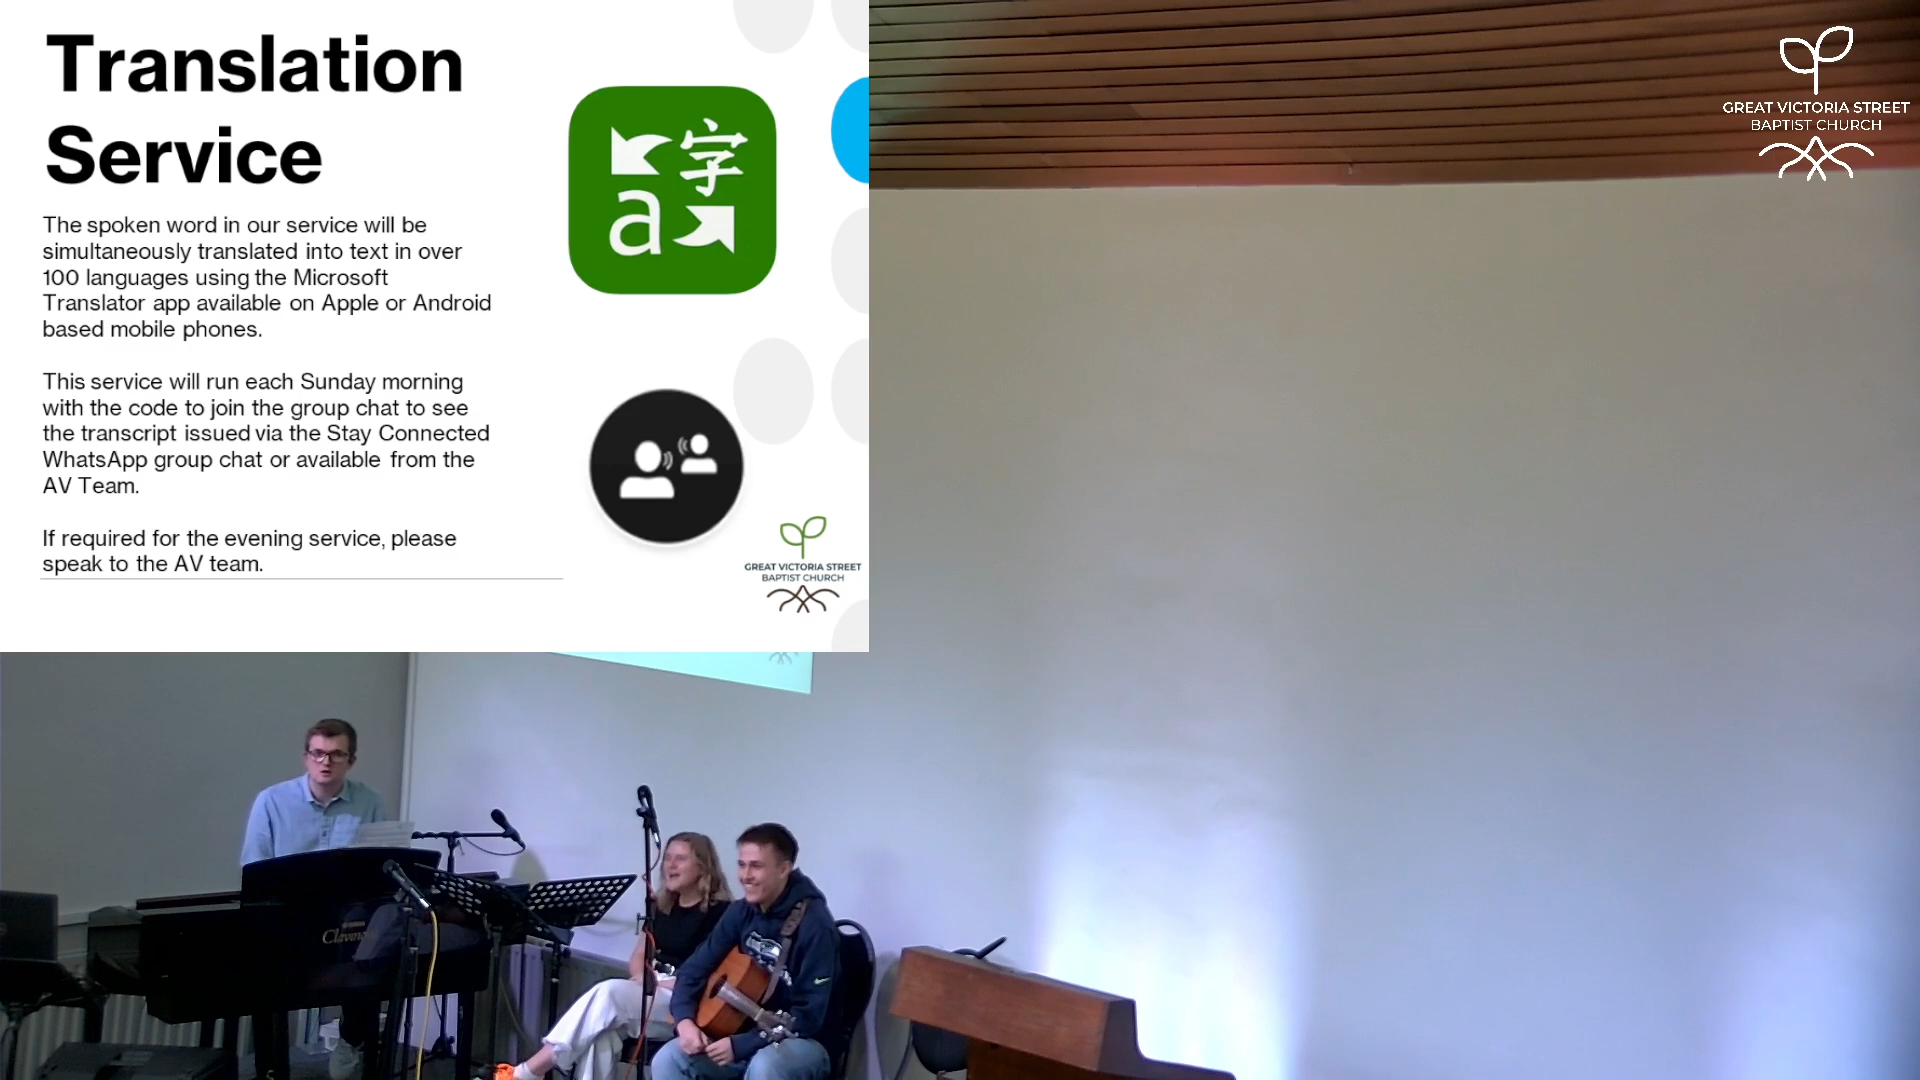 Translation
Service
The spoken word in our service will be
simultaneously translated into text in over
100 languages using the Microsoft
Translator app available on Apple or Android
based mobile phones.
This service will run each Sunday morning
with the code to join the group chat to see
the transcript issued via the Stay Connected
WhatsApp group chat or available from the
AV Team.
If required for the evening service, please
speak to the AV team.
字
a
GREAT VICTORIA STREET
BAPTIST CHURCH
GREAT VICTORIA STREET
BAPTIST CHURCH